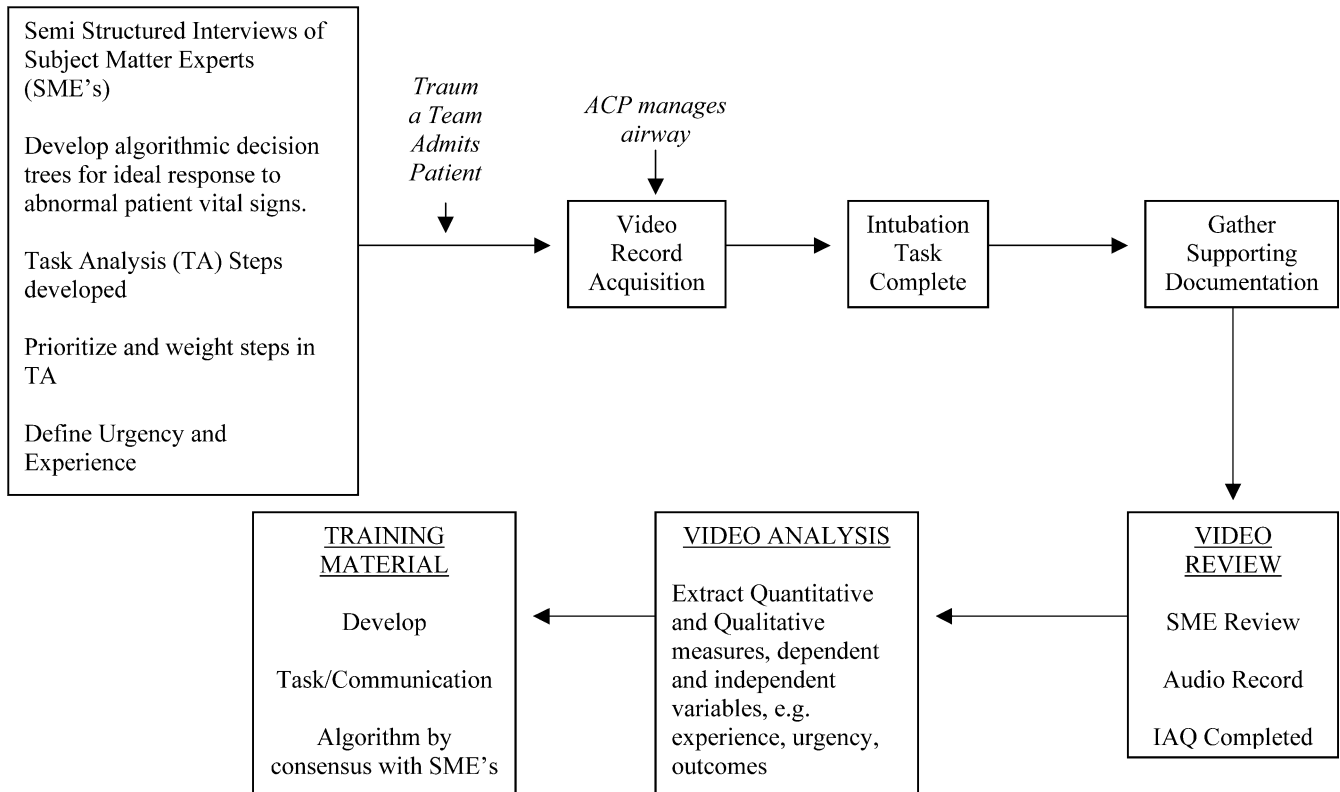 Semi Structured Interviews of
Subject Matter Experts
(SME's)
Develop algorithmic decision
trees for ideal response to
abnormal patient vital signs.
Task Analysis (TA) Steps
developed
Prioritize and weight steps in
TA
Define Urgency and
Experience
Traum
a Team
Admits
Patient
ACP manages
airway
Video
Record
Acquisition
Intubation
Task
Complete
Gather
Supporting
Documentation
VIDEO
REVIEW
SME Review
Audio Record
IAQ Completed
VIDEO ANALYSIS
Extract Quantitative
and Qualitative
measures, dependent
and independent
variables, e.g.
experience, urgency,
outcomes
TRAINING
MATERIAL
Develop
Task/Communication
Algorithm by
consensus with SME's